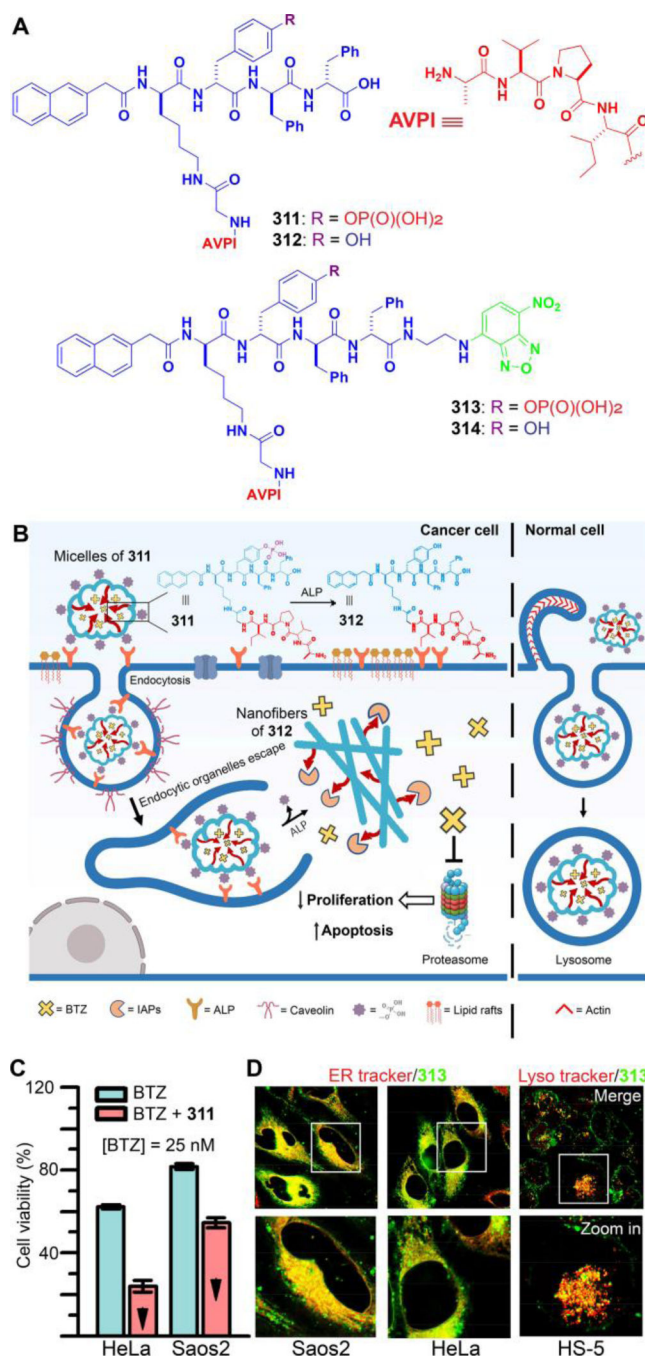 A
R
Ph
O
H
N
O
H
N
OH
N
H
O
N
H
O
Ph
HN
O
NH
AVPI
O
H2N
N
H
O
N
O
NH
O
AVPI ≡
311: R = OP(O)(OH)2
312: R = OH
R
O
H
N
O
H
N
Ph
H
N
NO2
N
H
O
N
H
O
Ph
O
N
H
N
O
N
HN
O
NH
AVPI
313: R = OP(O)(OH)2
314: R = OH
B
Cancer cell
Normal cell
Micelles of 311
ALP
311
312
Endocytosis
Nanofibers
of 312
Endocytic organelles escape
ALP
↓ Proliferation
↑ Apoptosis
Proteasome
Lysosome
= BTZ
= IAPs
= ALP
= Caveolin
=
= Lipid rafts
= Actin
C
120
BTZ
BTZ + 311
[BTZ] = 25 nM
80
60
40
20
Cell viability (%)
HeLa
Saos2
D
ER tracker/313
Lyso tracker/313
Merge
Zoom in
Saos2
HeLa
HS-5